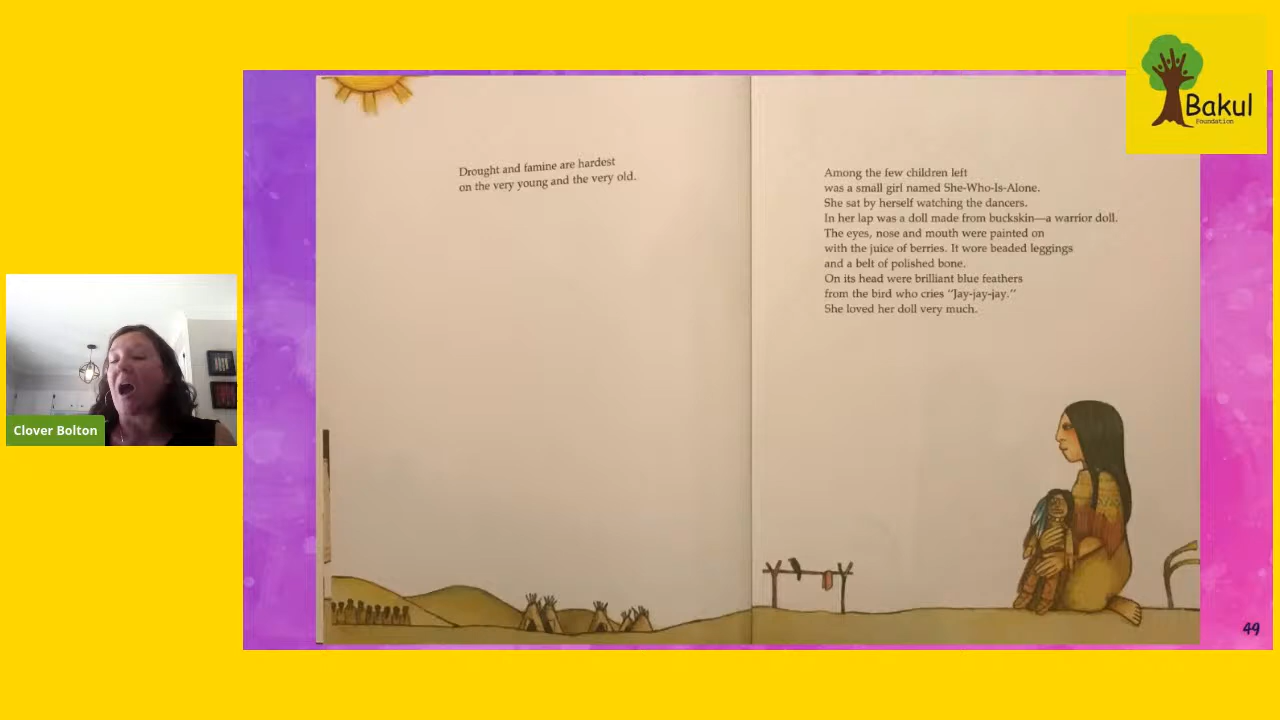 Bakul
Foundation
Drought and famine are hardest
on the very young and the very old.
Among the few children left
was a small girl named She-Who-Is-Alone.
She sat by herself watching the dancers.
In her lap was a doll made from buckskin—a warrior doll.
The eyes, nose and mouth were painted on
with the juice of berries. It wore beaded leggings
and a belt of polished bone.
On its head were brilliant blue feathers
from the bird who cries "Jay-jay-jay."
She loved her doll very much.
Clover Bolton
49